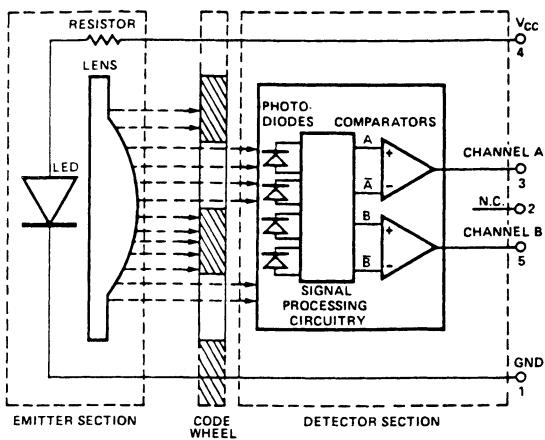 RESISTOR
VCC
4
LENS
PHOTO-
DIODES
COMPARATORS
LED
A
+
CHANNEL A
3
A̅
−
N.C.
2
B
+
CHANNEL B
5
B̅
−
SIGNAL
PROCESSING
CIRCUITRY
GND
1
EMITTER SECTION
CODE
WHEEL
DETECTOR SECTION